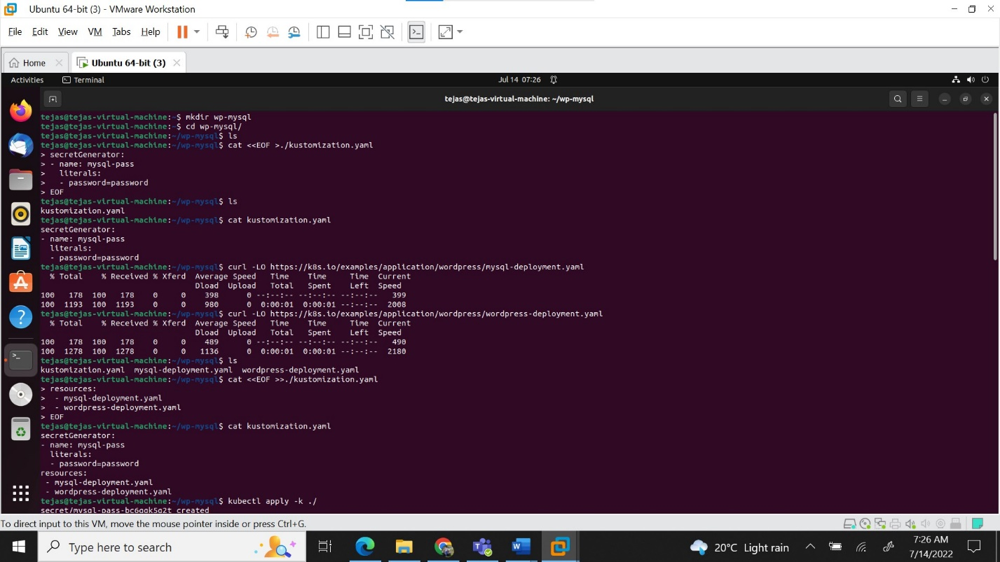 Ubuntu 64-bit (3) - VMware Workstation
File Edit View VM Tabs Help
Home
Ubuntu 64-bit (3)
Activities
Terminal
Jul 14 07:26
tejas@tejas-virtual-machine: ~/wp-mysql
tejas@tejas-virtual-machine:~$ mkdir wp-mysql
tejas@tejas-virtual-machine:~$ cd wp-mysql/
tejas@tejas-virtual-machine:~/wp-mysql$ ls
tejas@tejas-virtual-machine:~/wp-mysql$ cat <<EOF >./kustomization.yaml
> secretGenerator:
> - name: mysql-pass
>   literals:
>   - password=password
> EOF
tejas@tejas-virtual-machine:~/wp-mysql$ ls
kustomization.yaml
tejas@tejas-virtual-machine:~/wp-mysql$ cat kustomization.yaml
secretGenerator:
- name: mysql-pass
  literals:
  - password=password
tejas@tejas-virtual-machine:~/wp-mysql$ curl -LO https://k8s.io/examples/application/wordpress/mysql-deployment.yaml
  % Total    % Received % Xferd  Average Speed   Time    Time     Time  Current
                                 Dload  Upload   Total   Spent    Left  Speed
100   178  100   178    0     0    398      0 --:--:-- --:--:-- --:--:--   399
100  1193  100  1193    0     0    980      0  0:00:01  0:00:01 --:--:--  2008
tejas@tejas-virtual-machine:~/wp-mysql$ curl -LO https://k8s.io/examples/application/wordpress/wordpress-deployment.yaml
  % Total    % Received % Xferd  Average Speed   Time    Time     Time  Current
                                 Dload  Upload   Total   Spent    Left  Speed
100   178  100   178    0     0    489      0 --:--:-- --:--:-- --:--:--   490
100  1278  100  1278    0     0   1136      0  0:00:01  0:00:01 --:--:--  2180
tejas@tejas-virtual-machine:~/wp-mysql$ ls
kustomization.yaml  mysql-deployment.yaml  wordpress-deployment.yaml
tejas@tejas-virtual-machine:~/wp-mysql$ cat <<EOF >>./kustomization.yaml
> resources:
>  - mysql-deployment.yaml
>  - wordpress-deployment.yaml
> EOF
tejas@tejas-virtual-machine:~/wp-mysql$ cat kustomization.yaml
secretGenerator:
- name: mysql-pass
  literals:
  - password=password
resources:
 - mysql-deployment.yaml
 - wordpress-deployment.yaml
tejas@tejas-virtual-machine:~/wp-mysql$ kubectl apply -k ./
secret/mysql-pass-bc6gqk5g2t created
To direct input to this VM, move the mouse pointer inside or press Ctrl+G.
Type here to search
20°C Light rain
7:26 AM
7/14/2022